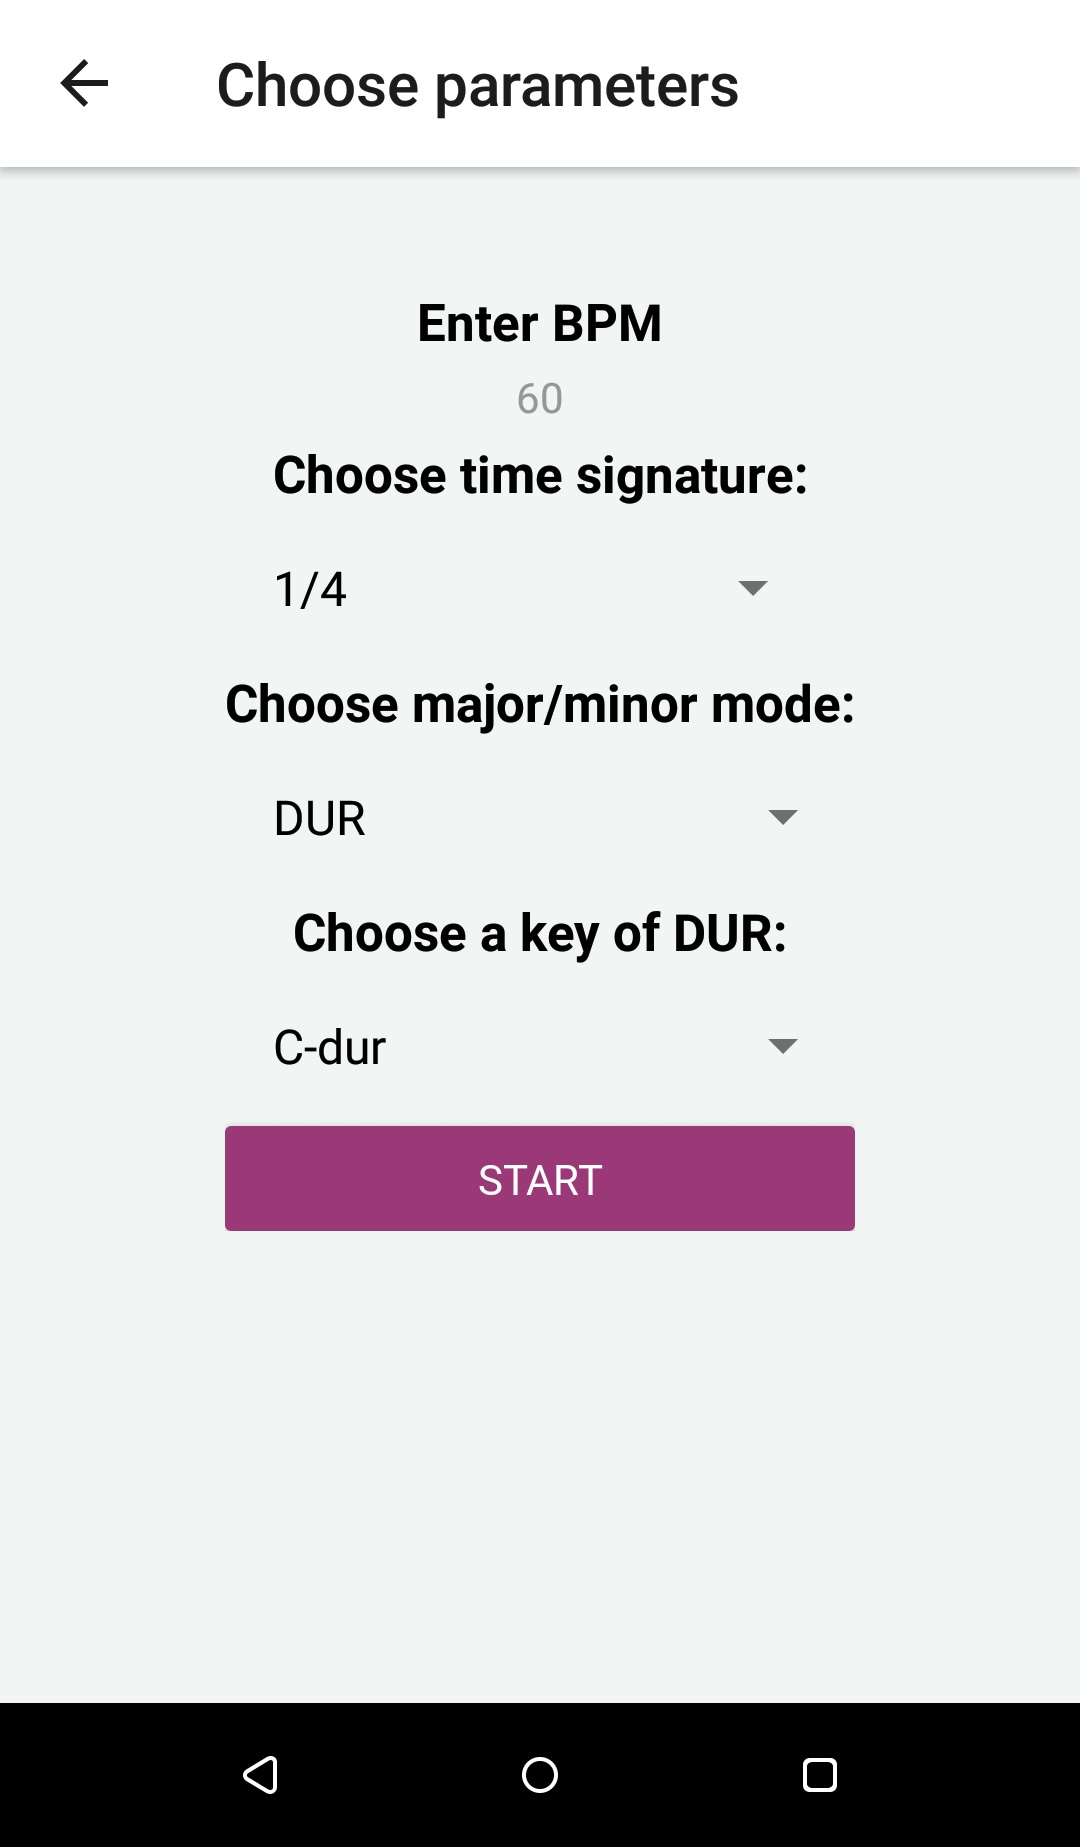 Choose parameters
Enter BPM
60
Choose time signature:
1/4
Choose major/minor mode:
DUR
Choose a key of DUR:
C-dur
START